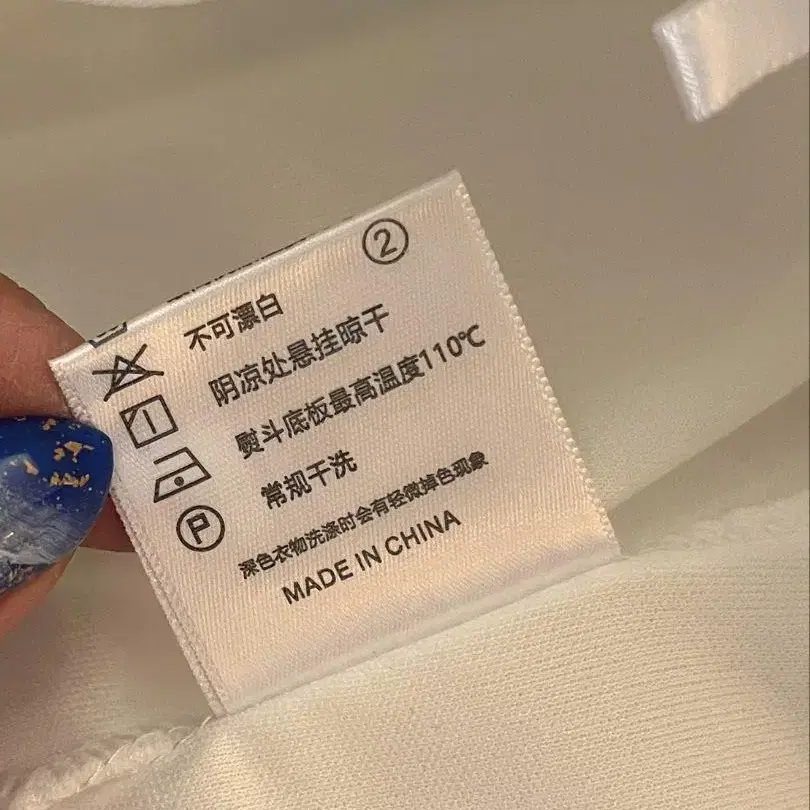 ②
不可漂白
阴凉处悬挂晾干
熨斗底板最高温度110℃
P 常规干洗
深色衣物洗涤时会有轻微掉色现象
MADE IN CHINA